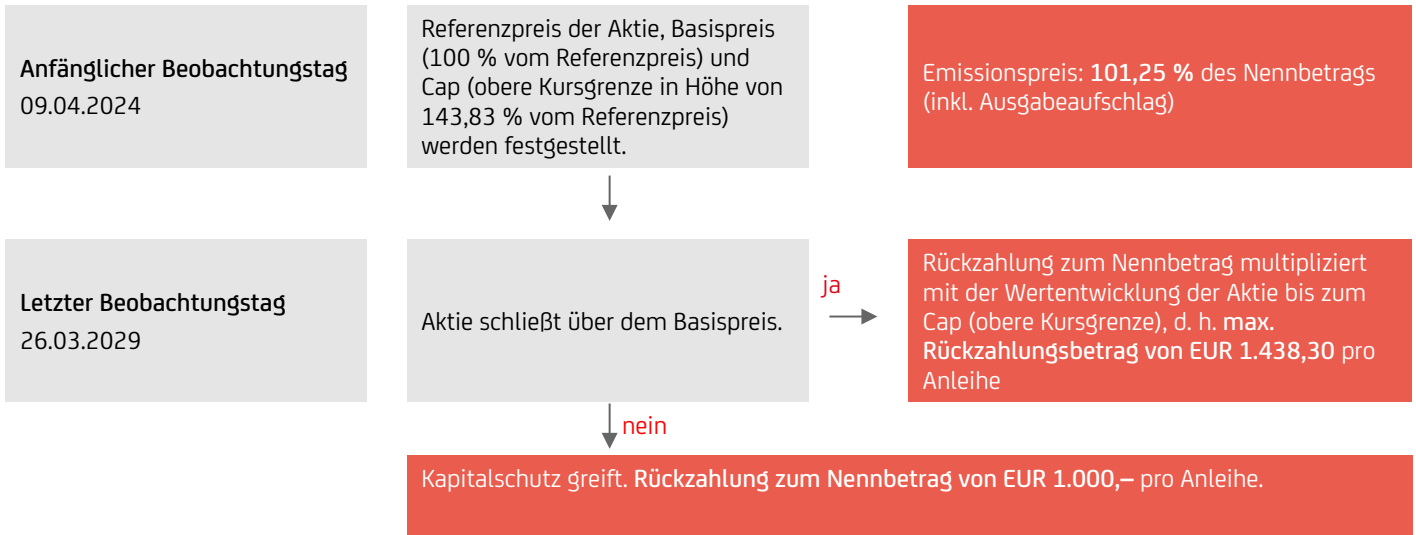 Anfänglicher Beobachtungstag
09.04.2024
Referenzpreis der Aktie, Basispreis
(100 % vom Referenzpreis) und
Cap (obere Kursgrenze in Höhe von
143,83 % vom Referenzpreis)
werden festgestellt.
Emissionspreis: 101,25 % des Nennbetrags
(inkl. Ausgabeaufschlag)
Letzter Beobachtungstag
26.03.2029
Aktie schließt über dem Basispreis.
ja
Rückzahlung zum Nennbetrag multipliziert
mit der Wertentwicklung der Aktie bis zum
Cap (obere Kursgrenze), d. h. max.
Rückzahlungsbetrag von EUR 1.438,30 pro
Anleihe
nein
Kapitalschutz greift. Rückzahlung zum Nennbetrag von EUR 1.000,– pro Anleihe.